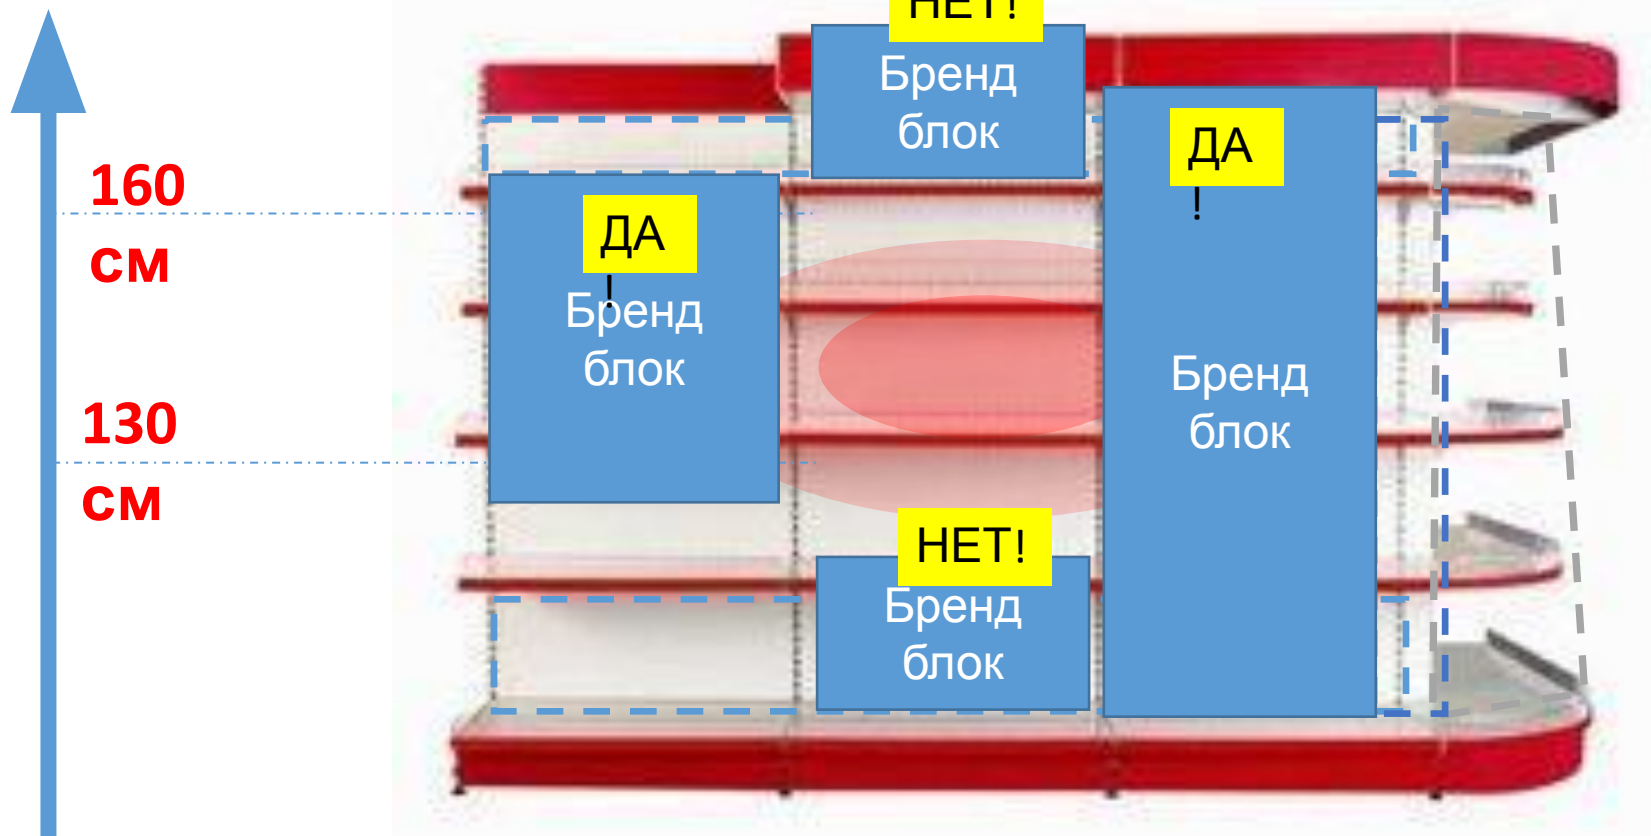 НЕТ!
Бренд
блок
ДА
!
160
см
ДА
!
Бренд
блок
Бренд
блок
130
см
НЕТ!
Бренд
блок